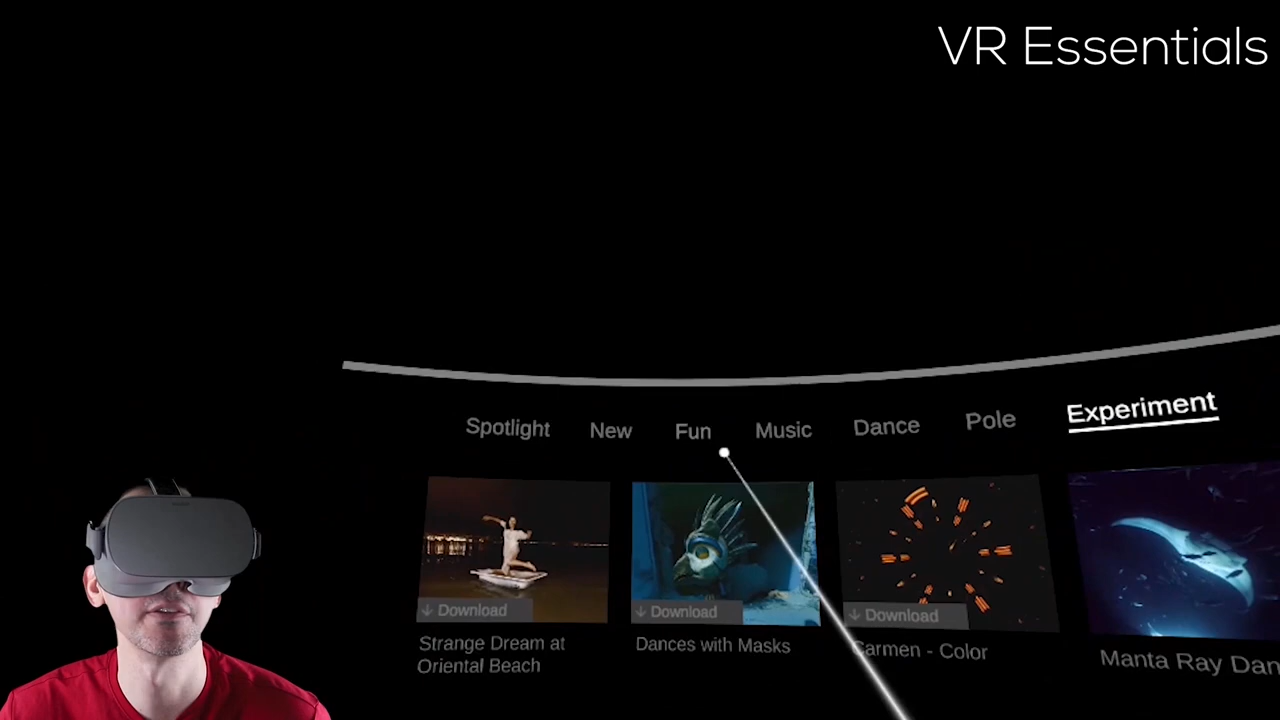 VR Essentials
Spotlight New Fun Music Dance Pole Experiment
Download
Download
Download
Strange Dream at
Oriental Beach
Dances with Masks
Carmen - Color
Manta Ray Dan